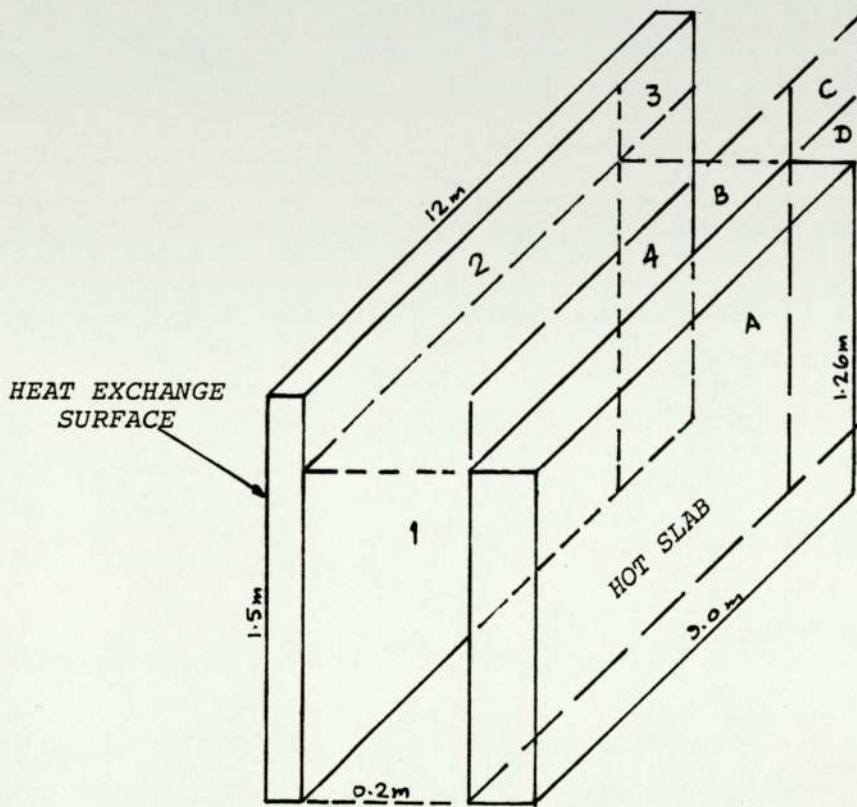 3
C
D
12m
B
2
4
A
1.26m
HEAT EXCHANGE
SURFACE
1
HOT SLAB
1.5m
9.0m
0.2m